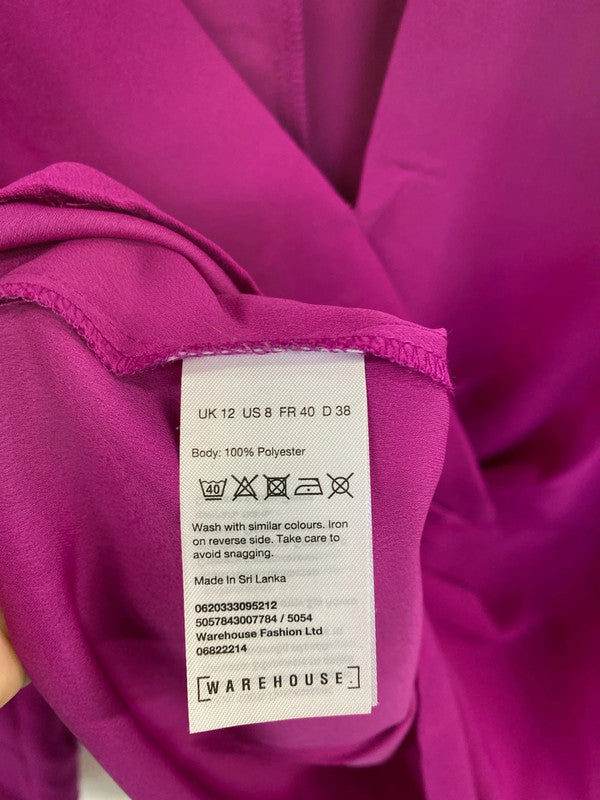 UK 12 US 8 FR 40 D 38
Body: 100% Polyester
40
Wash with similar colours. Iron
on reverse side. Take care to
avoid snagging.
Made In Sri Lanka
0620333095212
5057843007784 / 5054
Warehouse Fashion Ltd
06822214
[WAREHOUSE.]